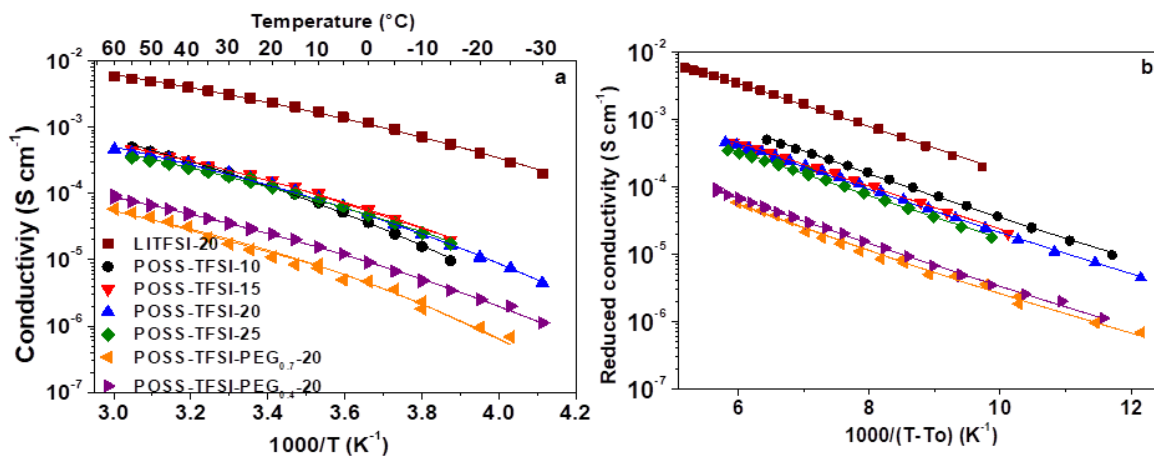 Temperature (°C)
60 50 40 30 20 10 0 -10 -20 -30
a
Conductivity (S cm⁻¹)
10⁻²
10⁻³
10⁻⁴
10⁻⁵
10⁻⁶
10⁻⁷
LITFSI-20
POSS-TFSI-10
POSS-TFSI-15
POSS-TFSI-20
POSS-TFSI-25
POSS-TFSI-PEG₀.₇-20
POSS-TFSI-PEG₀.₄-20
3.0 3.2 3.4 3.6 3.8 4.0 4.2
1000/T (K⁻¹)
b
Reduced conductivity (S cm⁻¹)
10⁻²
10⁻³
10⁻⁴
10⁻⁵
10⁻⁶
10⁻⁷
6 8 10 12
1000/(T-To) (K⁻¹)